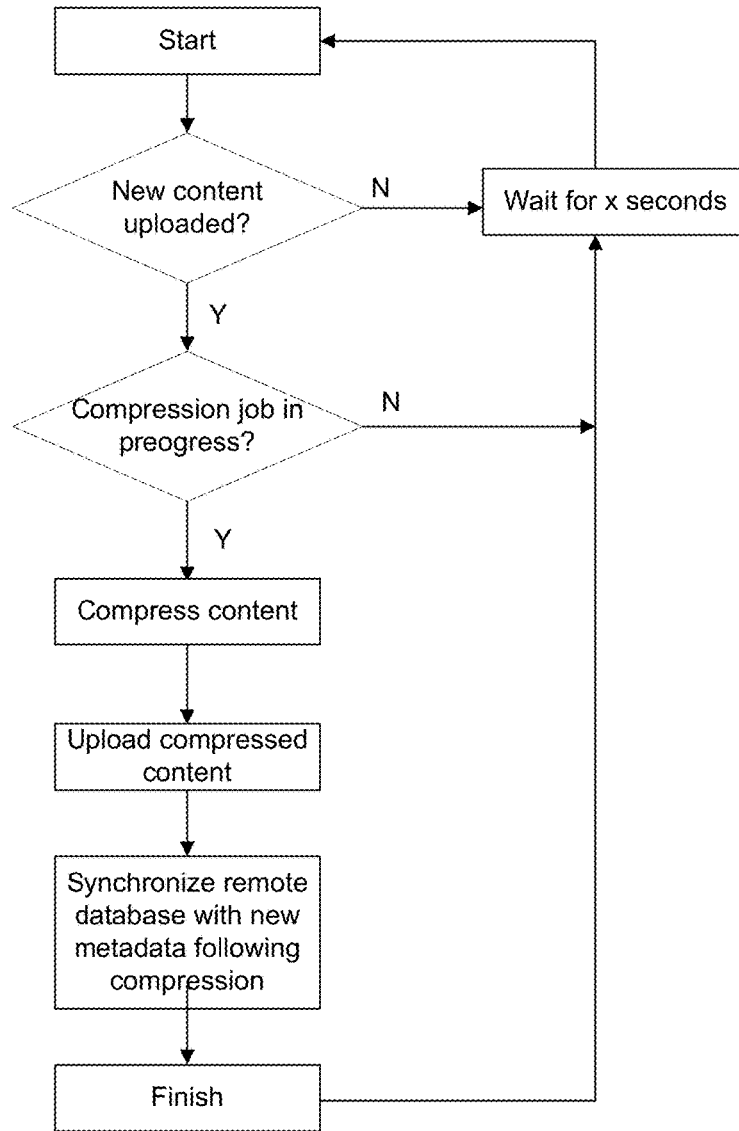 Start
New content
uploaded?
N
Wait for x seconds
Y
Compression job in
preogress?
N
Y
Compress content
Upload compressed
content
Synchronize remote
database with new
metadata following
compression
Finish